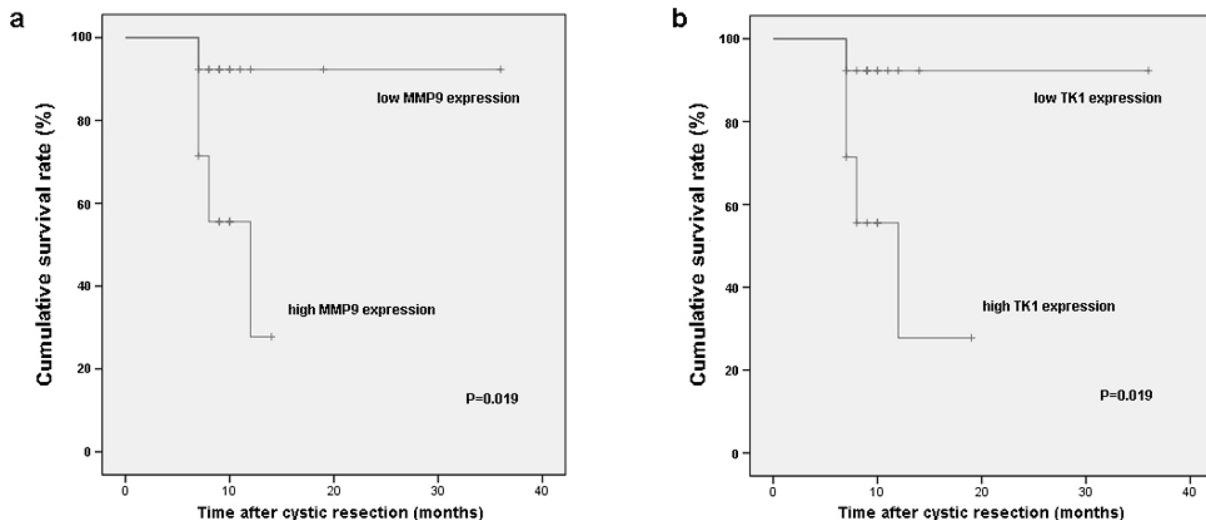 a
Cumulative survival rate (%)
100
80
60
40
20
0
low MMP9 expression
high MMP9 expression
P=0.019
0 10 20 30 40
Time after cystic resection (months)
b
Cumulative survival rate (%)
100
80
60
40
20
0
low TK1 expression
high TK1 expression
P=0.019
0 10 20 30 40
Time after cystic resection (months)